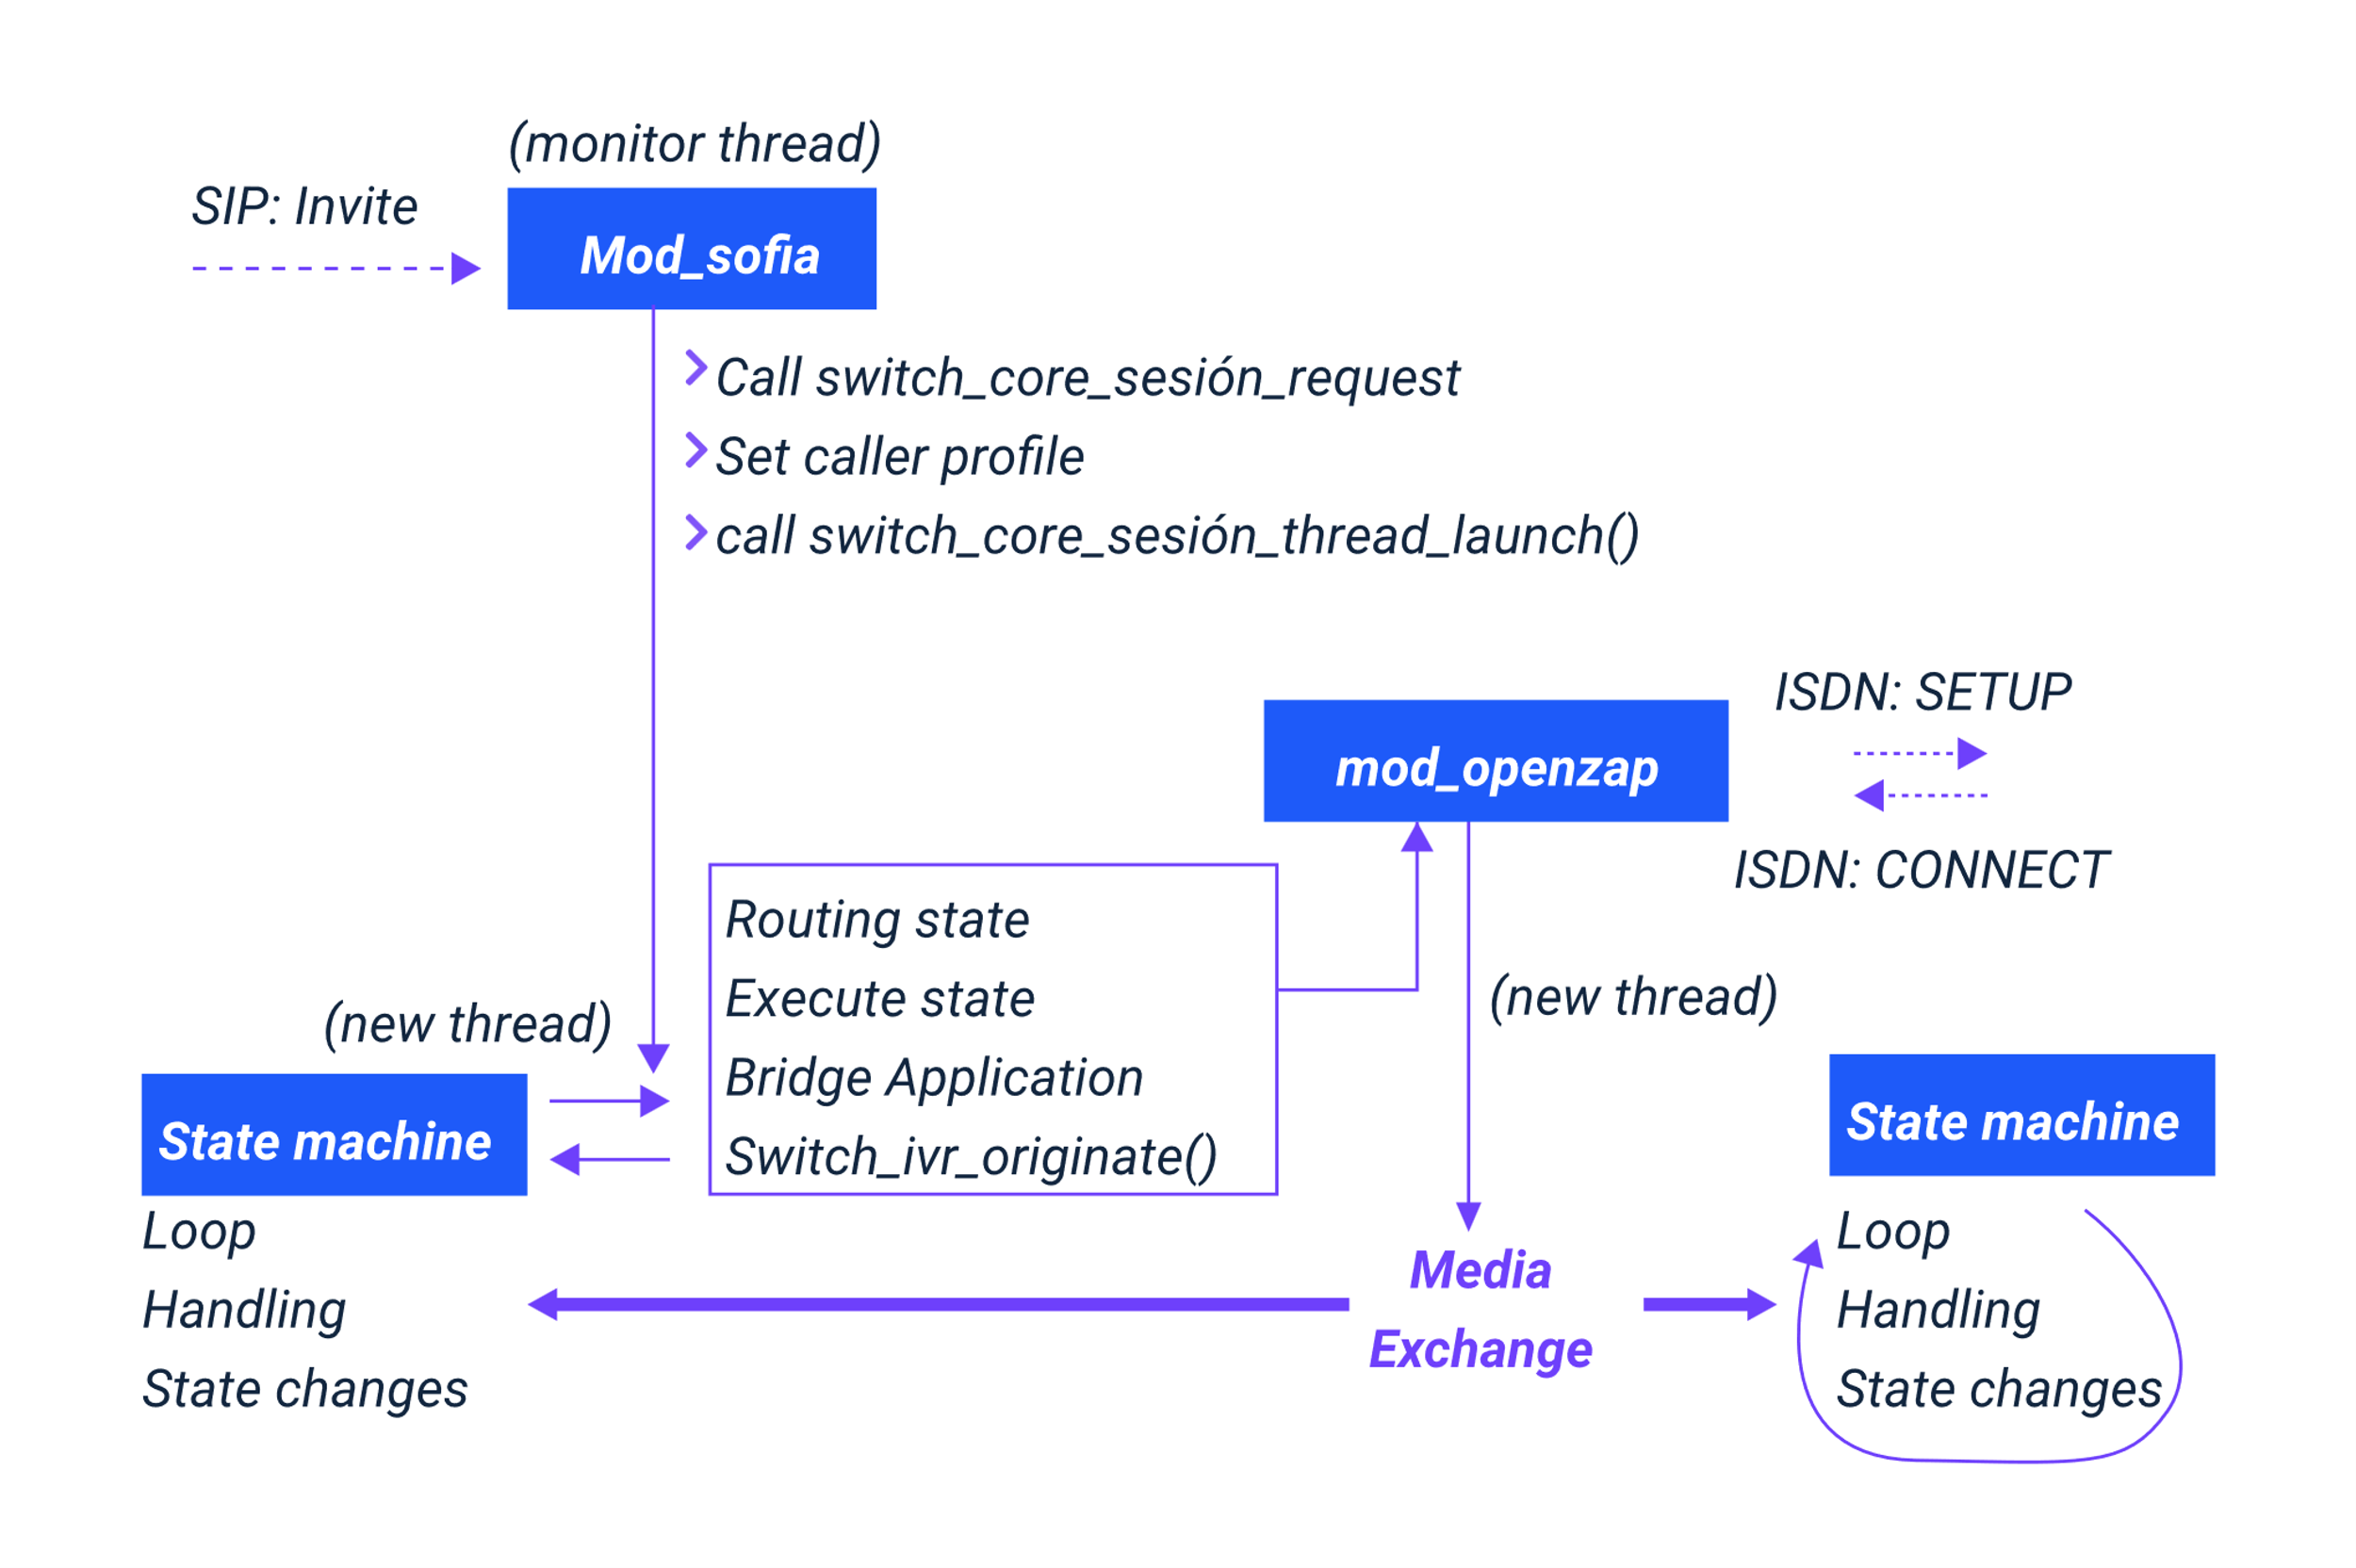 (monitor thread)
SIP: Invite
Mod_sofia
Call switch_core_sesión_request
Set caller profile
call switch_core_sesión_thread_launch()
ISDN: SETUP
mod_openzap
ISDN: CONNECT
Routing state
Execute state
Bridge Application
Switch_ivr_originate()
(new thread)
(new thread)
State machine
Loop
Handling
State changes
Media
Exchange
State machine
Loop
Handling
State changes